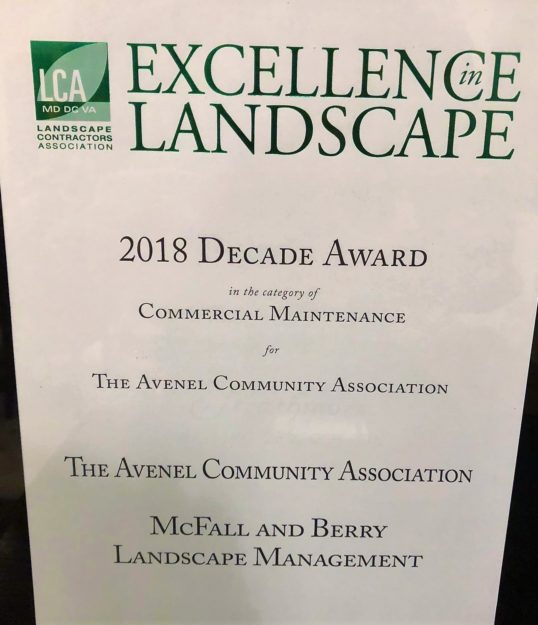 LCA
MD DC VA
LANDSCAPE
CONTRACTORS
ASSOCIATION
EXCELLENCE in
LANDSCAPE
2018 DECADE AWARD
in the category of
COMMERCIAL MAINTENANCE
for
THE AVENEL COMMUNITY ASSOCIATION
THE AVENEL COMMUNITY ASSOCIATION
MCFALL AND BERRY
LANDSCAPE MANAGEMENT